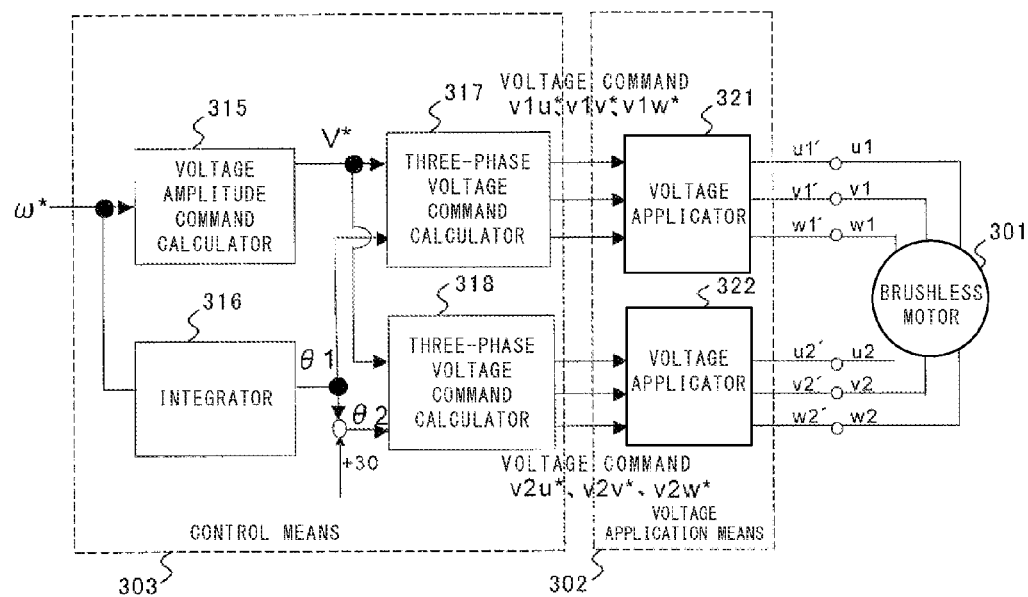 VOLTAGE COMMAND
v1u*、v1v*、v1w*
315
317
321
V*
VOLTAGE
AMPLITUDE
COMMAND
CALCULATOR
THREE-PHASE
VOLTAGE
COMMAND
CALCULATOR
VOLTAGE
APPLICATOR
u1′ u1
v1′ v1
w1′ w1
ω*
301
BRUSHLESS
MOTOR
316
318
322
θ1
INTEGRATOR
THREE-PHASE
VOLTAGE
COMMAND
CALCULATOR
VOLTAGE
APPLICATOR
u2′ u2
v2′ v2
w2′ w2
θ2
+30
VOLTAGE COMMAND
v2u*、v2v*、v2w*
CONTROL MEANS
VOLTAGE
APPLICATION MEANS
303
302